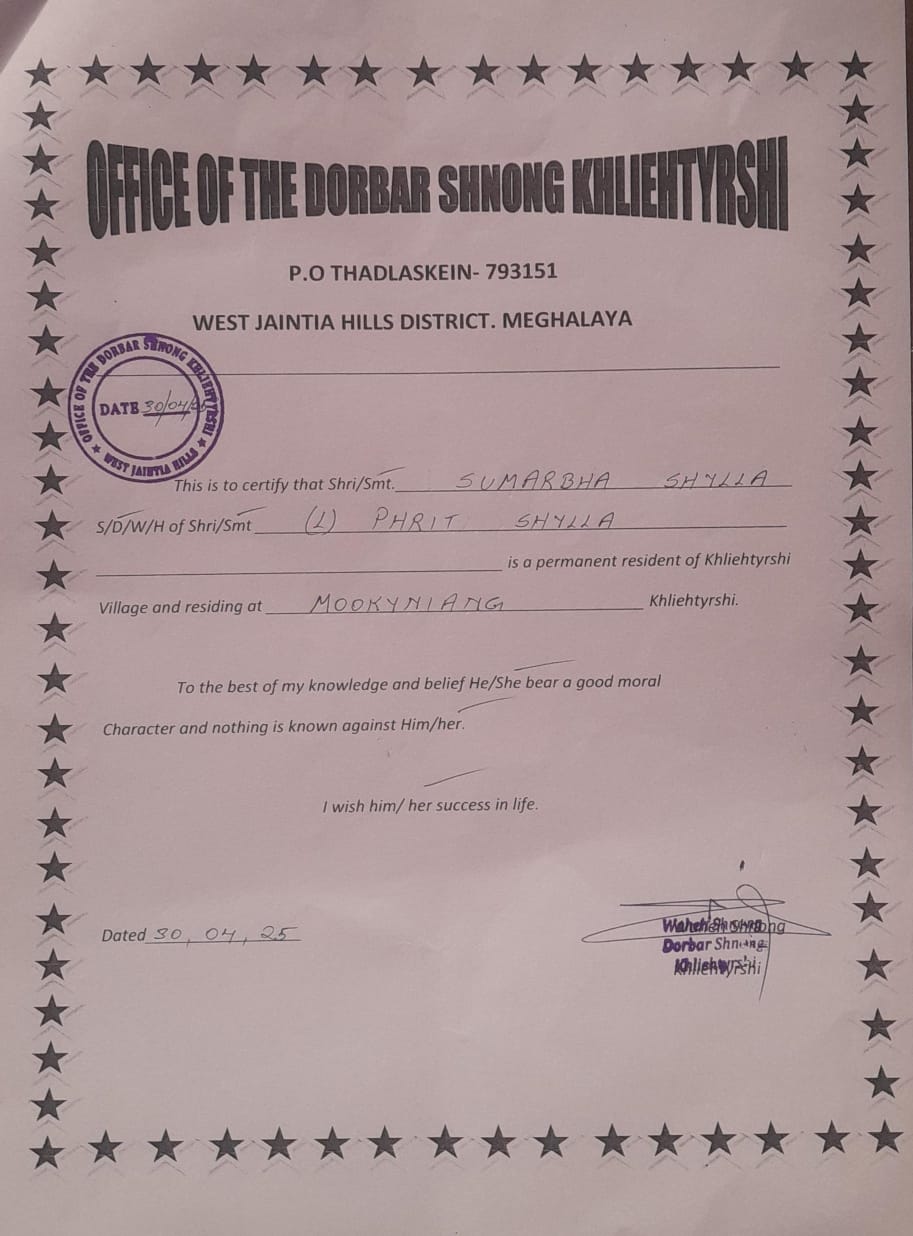 OFFICE OF THE DORBAR SHNONG KHLIEHTYRSHI
P.O THADLASKEIN- 793151
WEST JAINTIA HILLS DISTRICT. MEGHALAYA
OFFICE OF THE DORBAR SHNONG KHLIEHTYRSHI
DATE 30/04/25
★ WEST JAINTIA HILLS ★
This is to certify that Shri/Smt. SUMARBHA SHYLLA
S/D/W/H of Shri/Smt (L) PHRIT SHYLLA
is a permanent resident of Khliehtyrshi
Village and residing at MOOKYNIANG Khliehtyrshi.
To the best of my knowledge and belief He/She bear a good moral
Character and nothing is known against Him/her.
I wish him/ her success in life.
Dated 30, 04, 25
Waheh Shnong
Dorbar Shnong
Khliehtyrshi